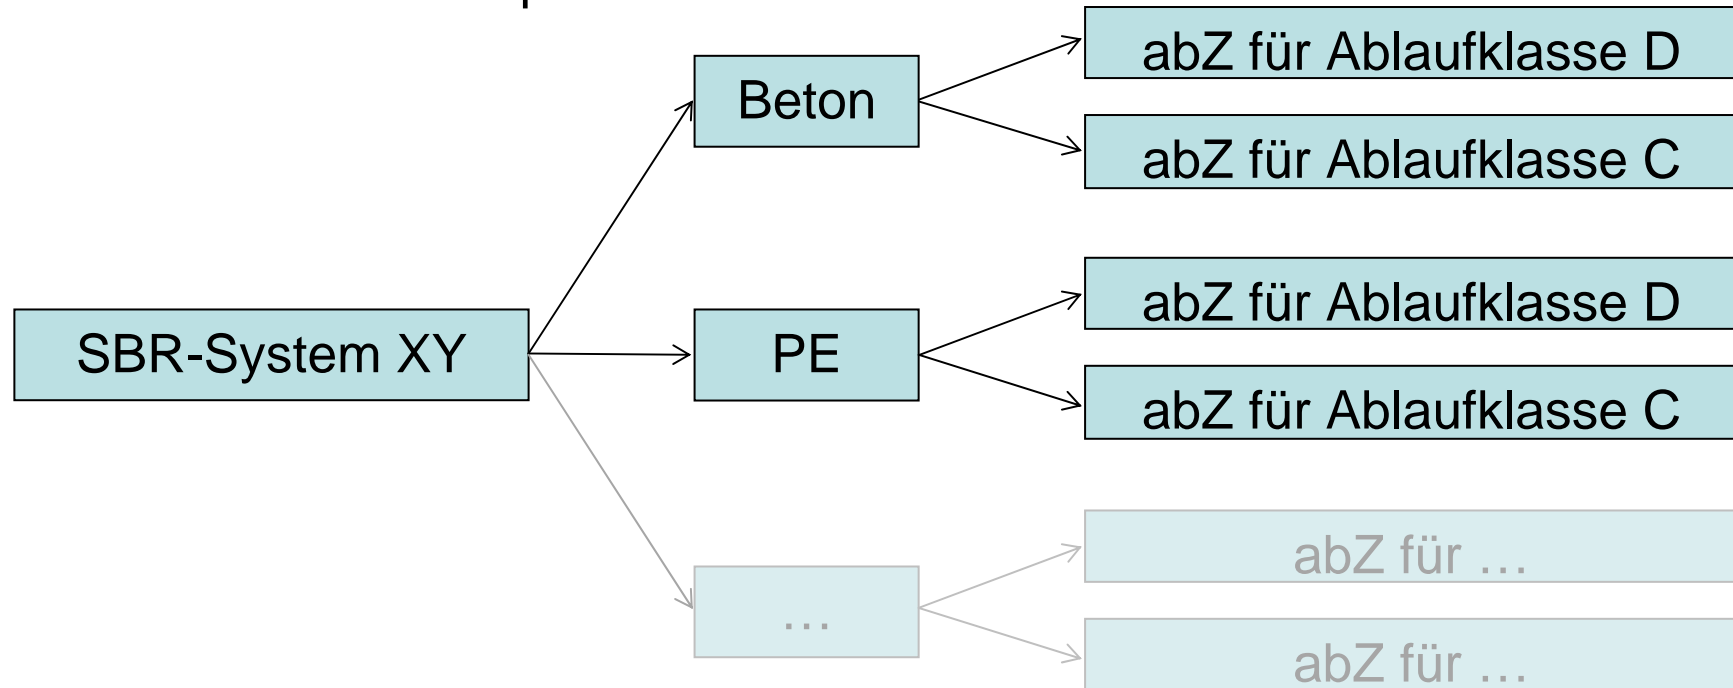 SBR-System XY
Beton
abZ für Ablaufklasse D
abZ für Ablaufklasse C
PE
abZ für Ablaufklasse D
abZ für Ablaufklasse C
…
abZ für …
abZ für …